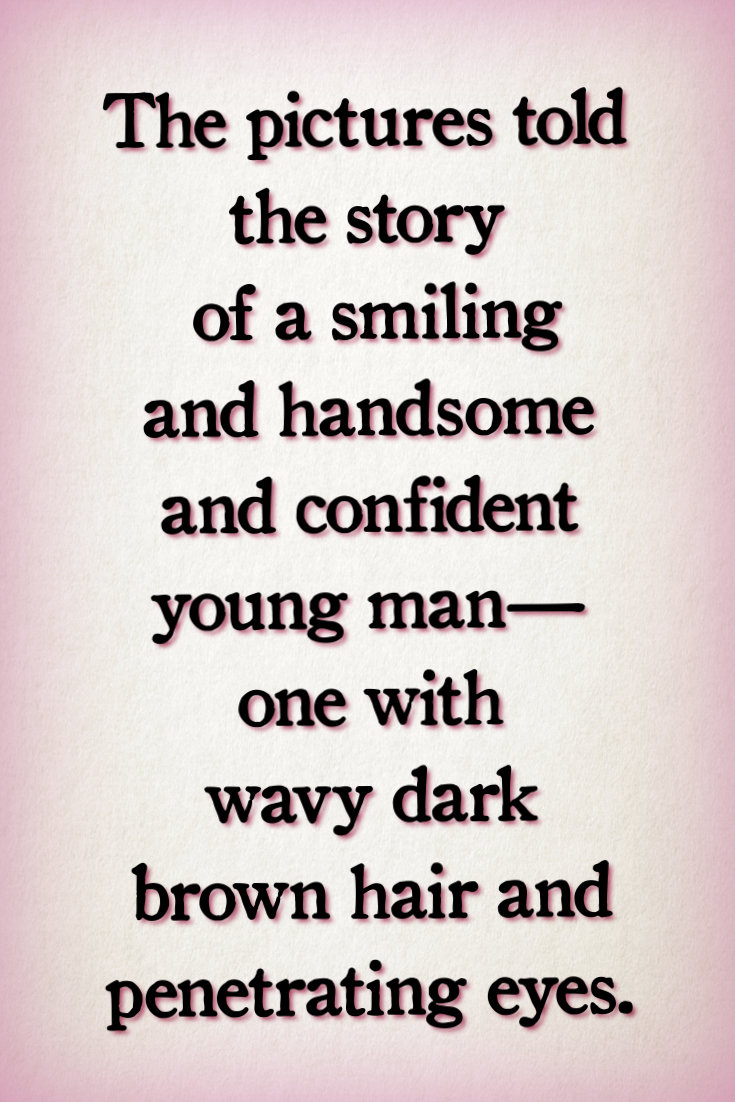 The pictures told
the story
of a smiling
and handsome
and confident
young man—
one with
wavy dark
brown hair and
penetrating eyes.